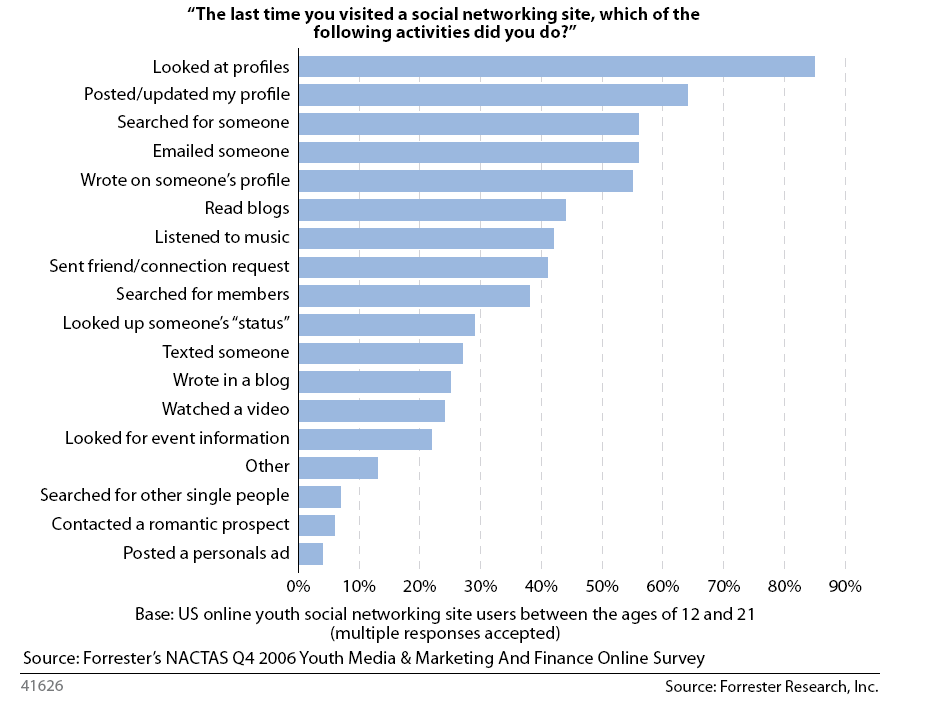 “The last time you visited a social networking site, which of the
following activities did you do?”
Looked at profiles
Posted/updated my profile
Searched for someone
Emailed someone
Wrote on someone’s profile
Read blogs
Listened to music
Sent friend/connection request
Searched for members
Looked up someone’s “status”
Texted someone
Wrote in a blog
Watched a video
Looked for event information
Other
Searched for other single people
Contacted a romantic prospect
Posted a personals ad
0% 10% 20% 30% 40% 50% 60% 70% 80% 90%
Base: US online youth social networking site users between the ages of 12 and 21
(multiple responses accepted)
Source: Forrester’s NACTAS Q4 2006 Youth Media & Marketing And Finance Online Survey
41626 Source: Forrester Research, Inc.